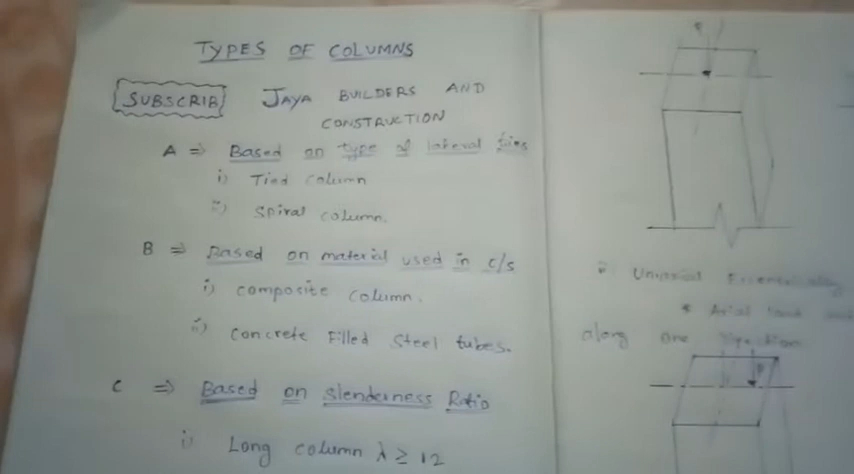 TYPES OF COLUMNS
SUBSCRIB
JAYA BUILDERS AND
CONSTRUCTION
A ⇒ Based on type of lateral ties
i) Tied column
ii) Spiral column.
B ⇒ Based on material used in c/s
i) composite column.
ii) concrete Filled Steel tubes.
C ⇒ Based on slenderness Ratio
i) Long column λ ≥ 12
P
ii Uniaxial
* Axial load
along one
P